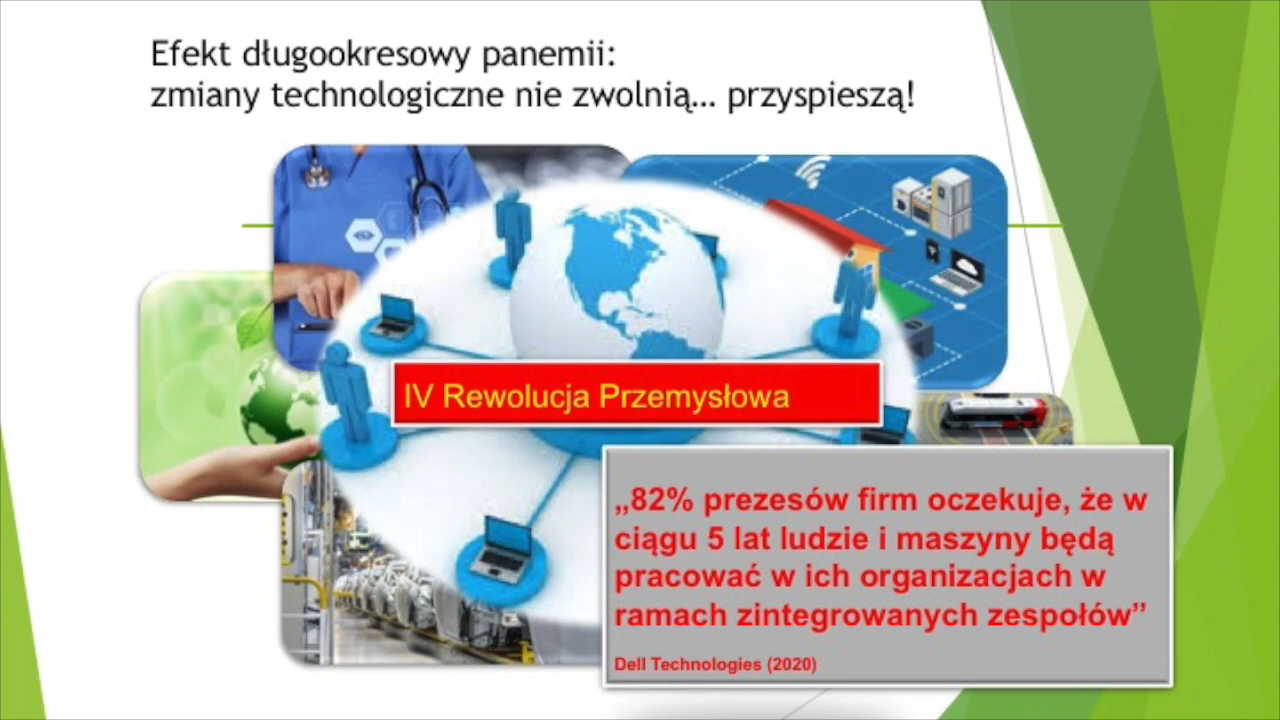 Efekt długookresowy panemii:
zmiany technologiczne nie zwolnią... przyspieszą!
IV Rewolucja Przemysłowa
„82% prezesów firm oczekuje, że w
ciągu 5 lat ludzie i maszyny będą
pracować w ich organizacjach w
ramach zintegrowanych zespołów”
Dell Technologies (2020)